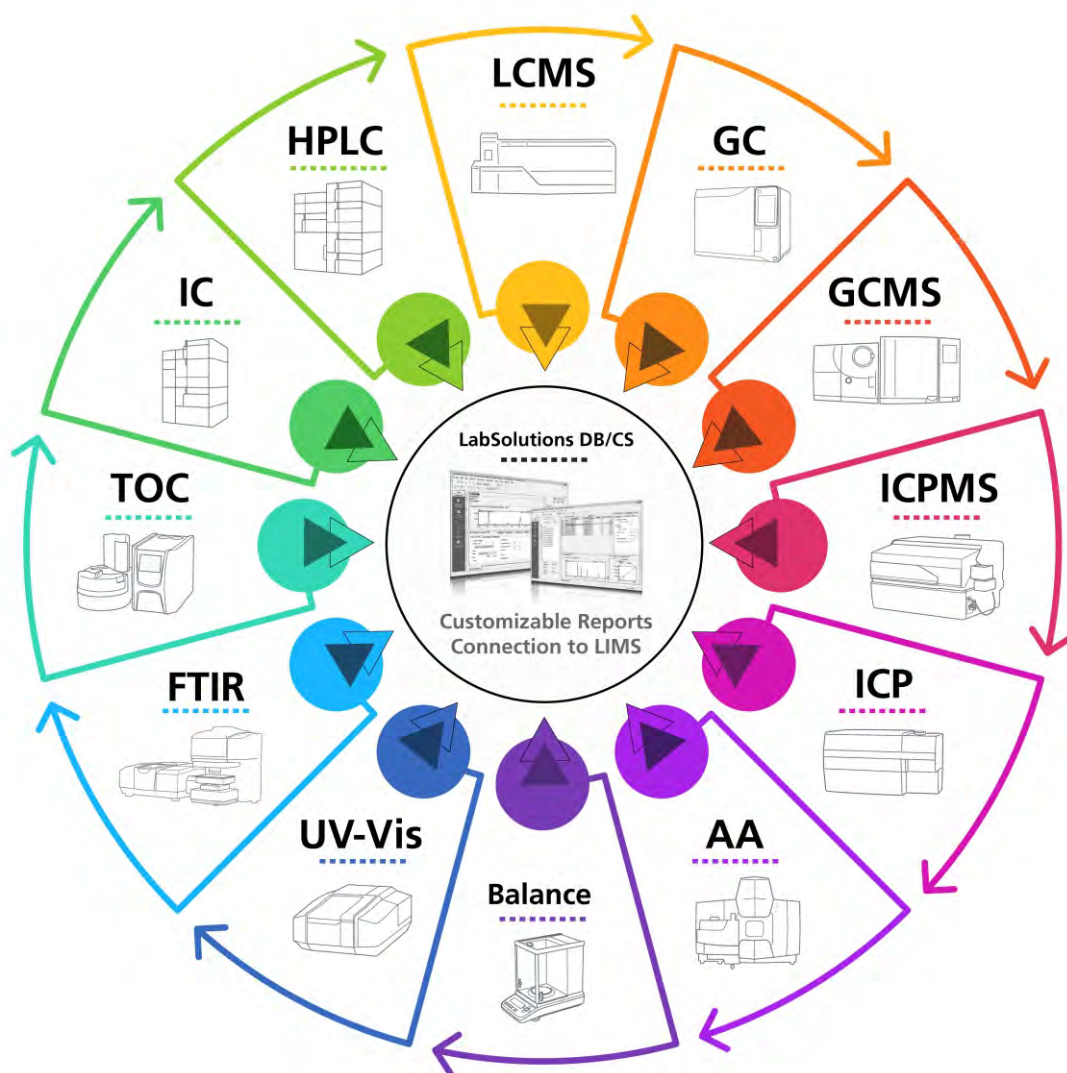 LCMS
GC
GCMS
ICPMS
ICP
AA
Balance
UV-Vis
FTIR
TOC
IC
HPLC
LabSolutions DB/CS
Customizable Reports
Connection to LIMS